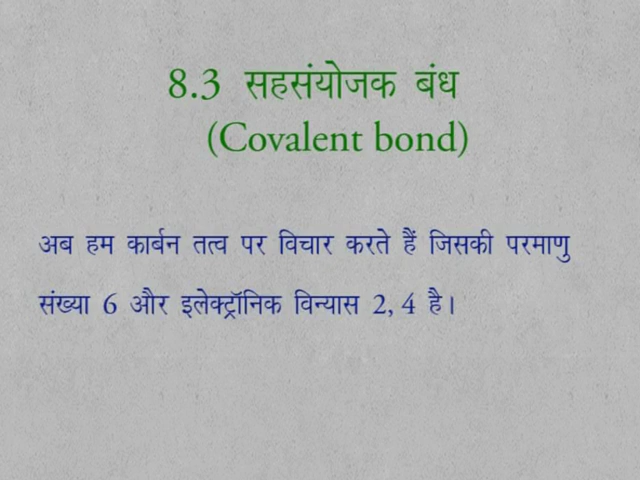 8.3 सहसंयोजक बंध
(Covalent bond)
अब हम कार्बन तत्व पर विचार करते हैं जिसकी परमाणु
संख्या 6 और इलेक्ट्रॉनिक विन्यास 2, 4 है।